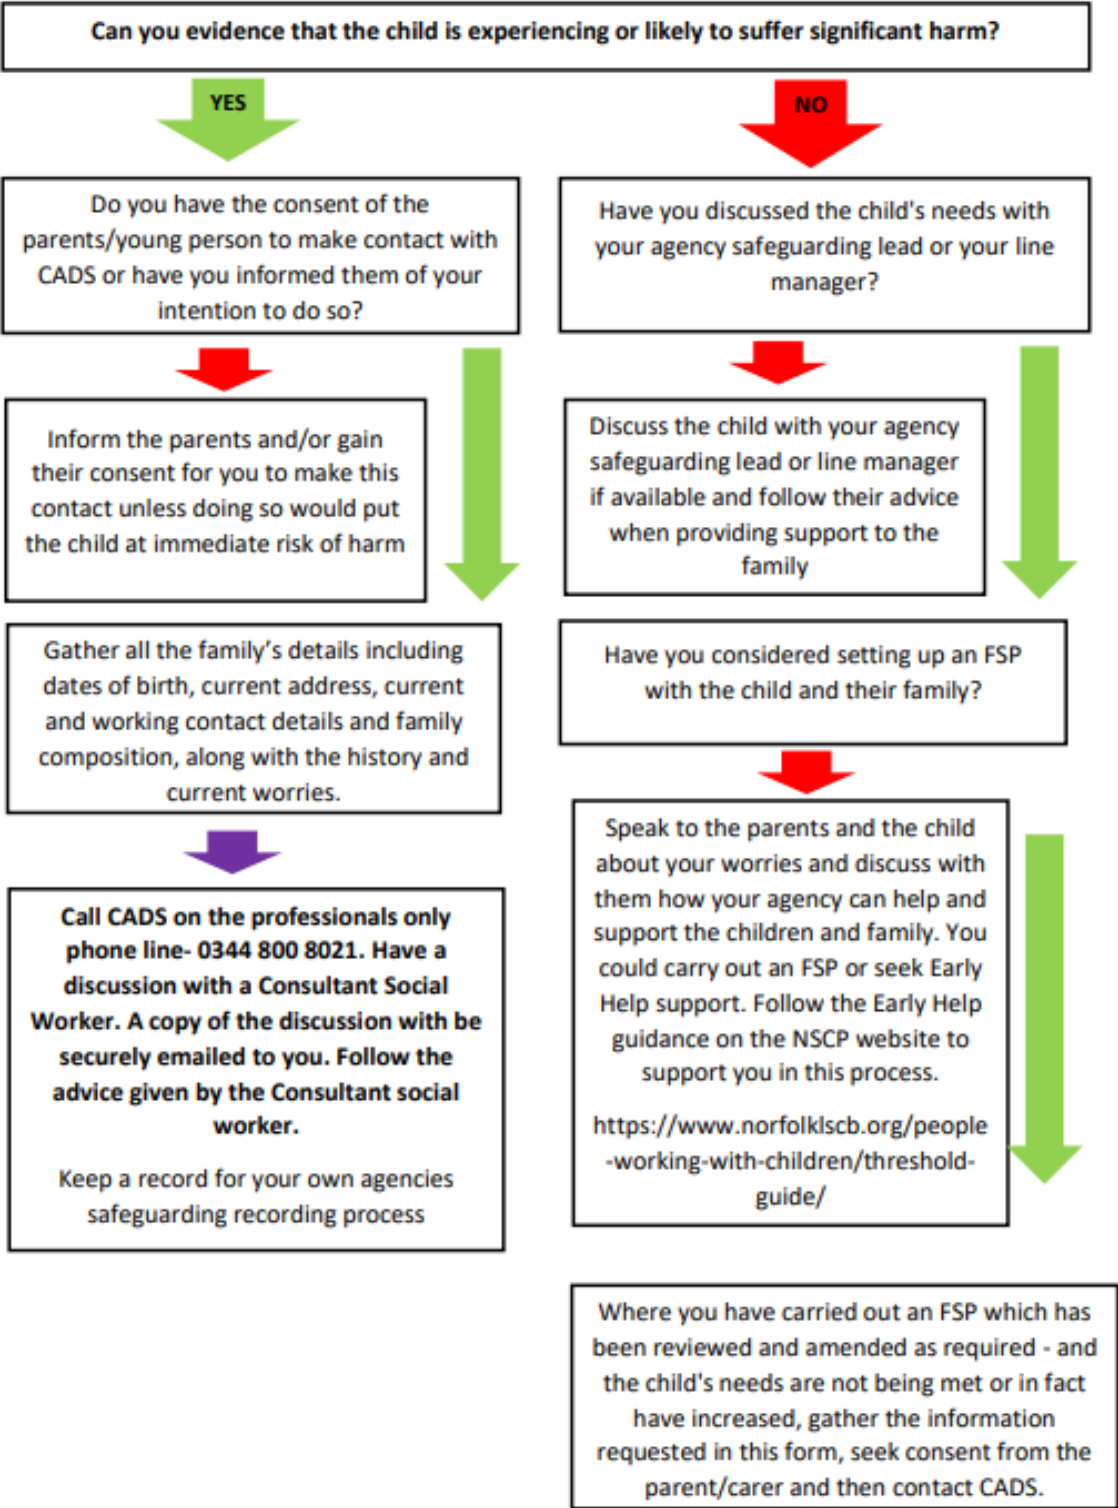 Can you evidence that the child is experiencing or likely to suffer significant harm?
YES
NO
Do you have the consent of the
parents/young person to make contact with
CADS or have you informed them of your
intention to do so?
Have you discussed the child's needs with
your agency safeguarding lead or your line
manager?
Inform the parents and/or gain
their consent for you to make this
contact unless doing so would put
the child at immediate risk of harm
Discuss the child with your agency
safeguarding lead or line manager
if available and follow their advice
when providing support to the
family
Gather all the family’s details including
dates of birth, current address, current
and working contact details and family
composition, along with the history and
current worries.
Have you considered setting up an FSP
with the child and their family?
Call CADS on the professionals only
phone line- 0344 800 8021. Have a
discussion with a Consultant Social
Worker. A copy of the discussion with be
securely emailed to you. Follow the
advice given by the Consultant social
worker.
Keep a record for your own agencies
safeguarding recording process
Speak to the parents and the child
about your worries and discuss with
them how your agency can help and
support the children and family. You
could carry out an FSP or seek Early
Help support. Follow the Early Help
guidance on the NSCP website to
support you in this process.
https://www.norfolklscb.org/people
-working-with-children/threshold-
guide/
Where you have carried out an FSP which has
been reviewed and amended as required - and
the child's needs are not being met or in fact
have increased, gather the information
requested in this form, seek consent from the
parent/carer and then contact CADS.